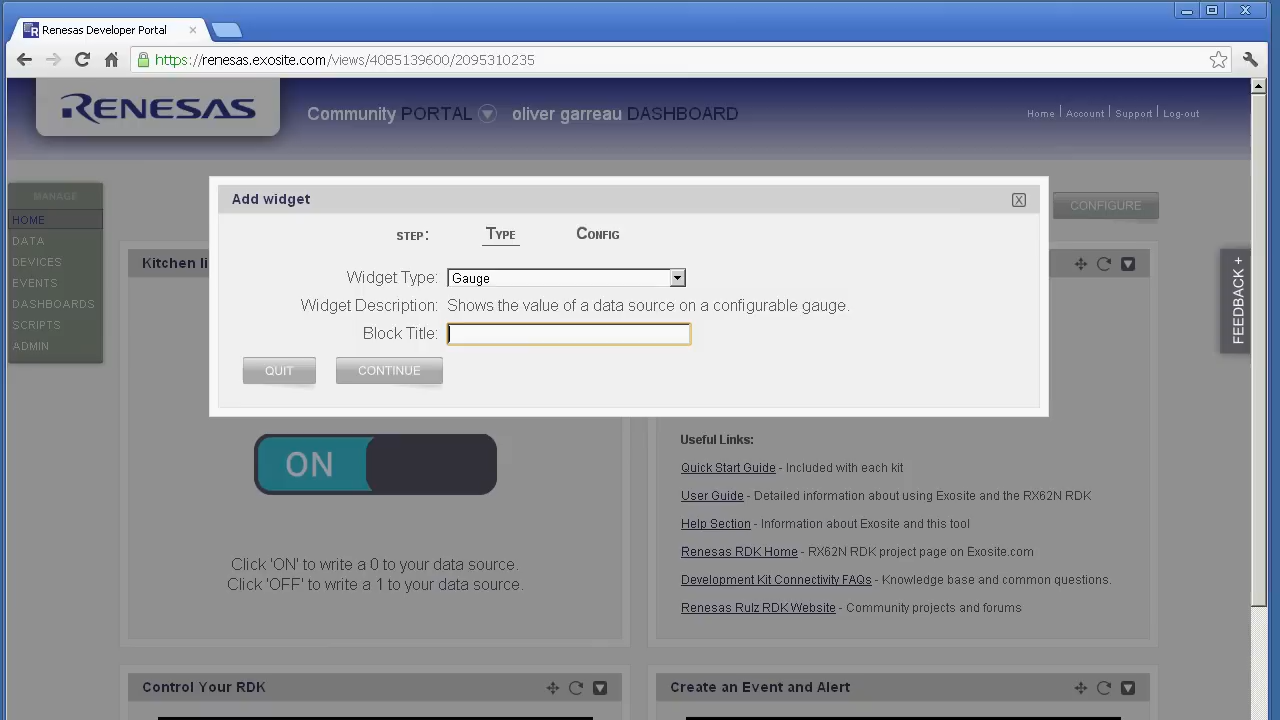 Renesas Developer Portal
https://renesas.exosite.com/views/4085139600/2095310235
RENESAS
Community PORTAL
oliver garreau DASHBOARD
Home | Account | Support | Log-out
MANAGE
HOME
DATA
DEVICES
EVENTS
DASHBOARDS
SCRIPTS
ADMIN
CONFIGURE
Kitchen li
Add widget
X
STEP: TYPE CONFIG
Widget Type: Gauge
Widget Description: Shows the value of a data source on a configurable gauge.
Block Title:
QUIT CONTINUE
FEEDBACK +
ON
Click 'ON' to write a 0 to your data source.
Click 'OFF' to write a 1 to your data source.
Useful Links:
Quick Start Guide - Included with each kit
User Guide - Detailed information about using Exosite and the RX62N RDK
Help Section - Information about Exosite and this tool
Renesas RDK Home - RX62N RDK project page on Exosite.com
Development Kit Connectivity FAQs - Knowledge base and common questions.
Renesas Rulz RDK Website - Community projects and forums
Control Your RDK
Create an Event and Alert